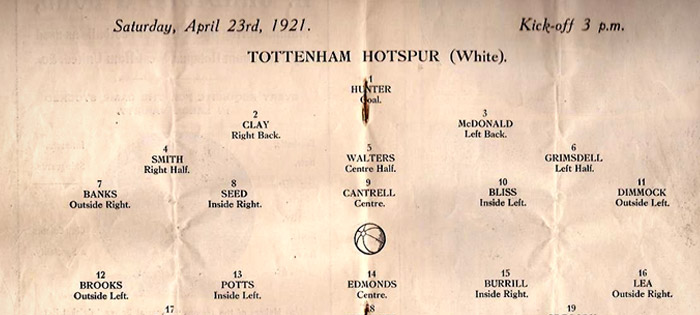 Saturday, April 23rd, 1921. Kick-off 3 p.m.
TOTTENHAM HOTSPUR (White).
1
HUNTER
Goal.
2 3
CLAY McDONALD
Right Back. Left Back.
4 5 6
SMITH WALTERS GRIMSDELL
Right Half. Centre Half. Left Half.
7 8 9 10 11
BANKS SEED CANTRELL BLISS DIMMOCK
Outside Right. Inside Right. Centre. Inside Left. Outside Left.
12 13 14 15 16
BROOKS POTTS EDMONDS BURRILL LEA
Outside Left. Inside Left. Centre. Inside Right. Outside Right.
17 18 19